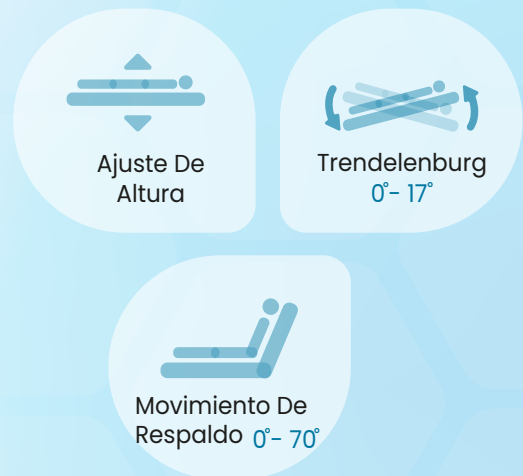 Ajuste De
Altura
Trendelenburg
0°- 17°
Movimiento De
Respaldo 0°- 70°